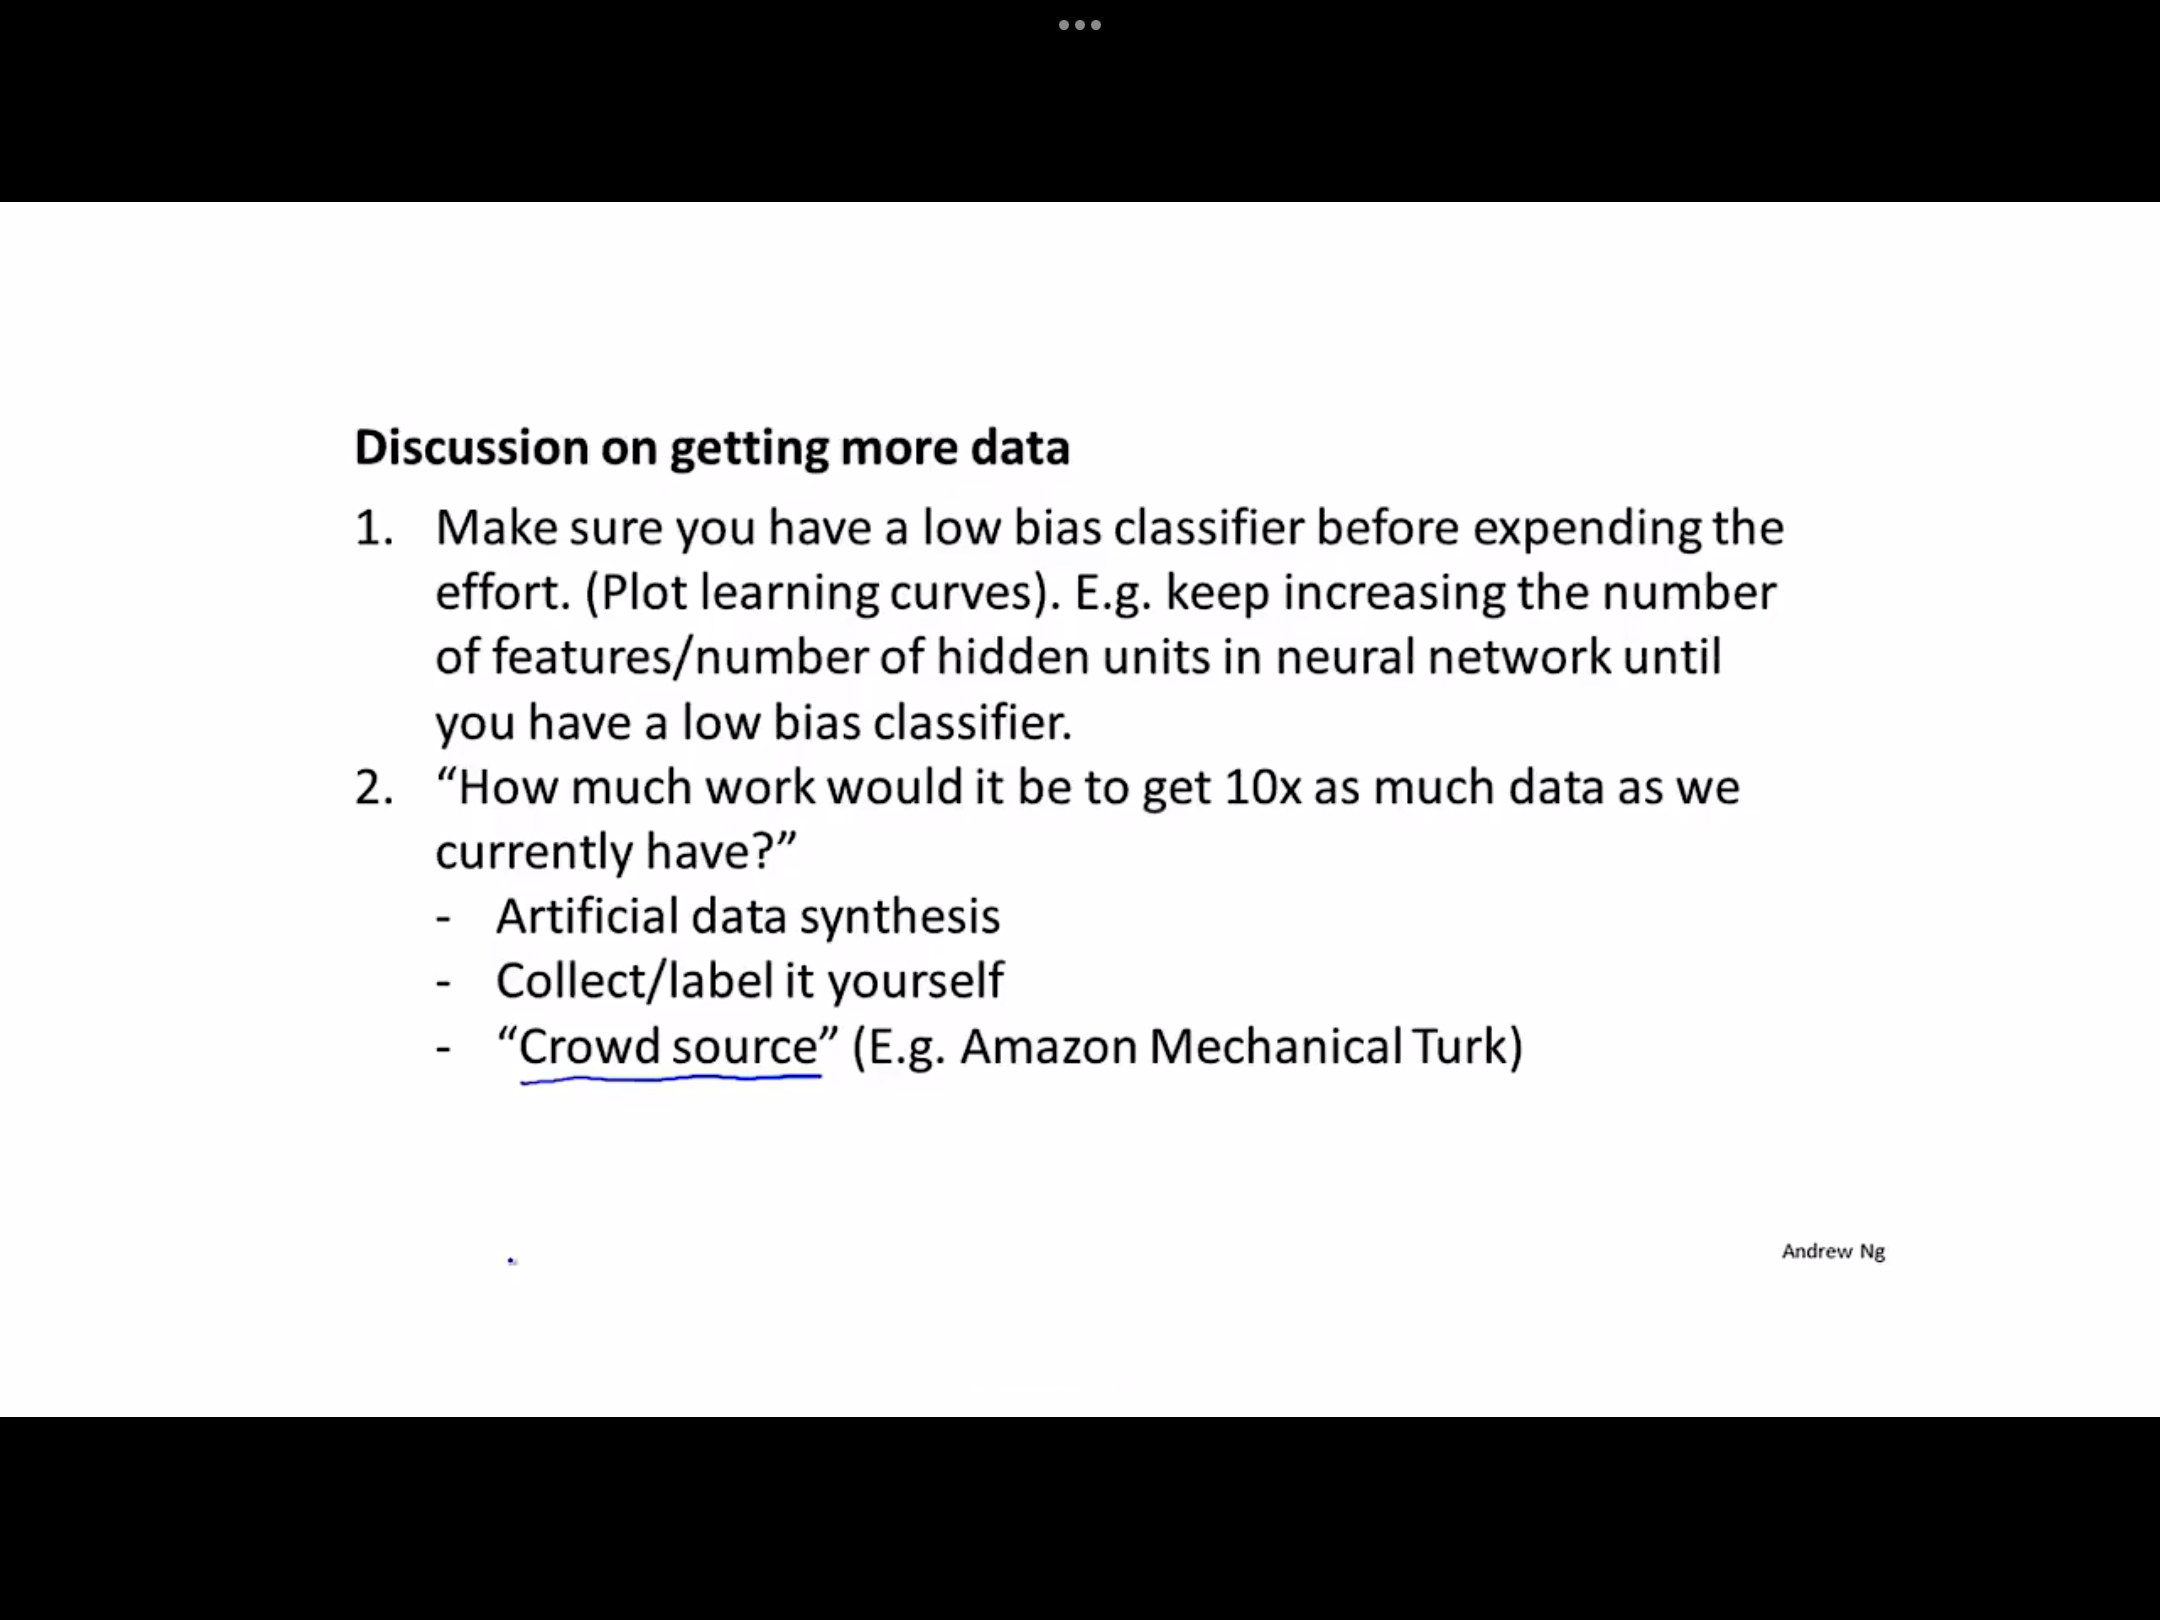 Discussion on getting more data
1. Make sure you have a low bias classifier before expending the
effort. (Plot learning curves). E.g. keep increasing the number
of features/number of hidden units in neural network until
you have a low bias classifier.
2. “How much work would it be to get 10x as much data as we
currently have?”
- Artificial data synthesis
- Collect/label it yourself
- “Crowd source” (E.g. Amazon Mechanical Turk)
Andrew Ng